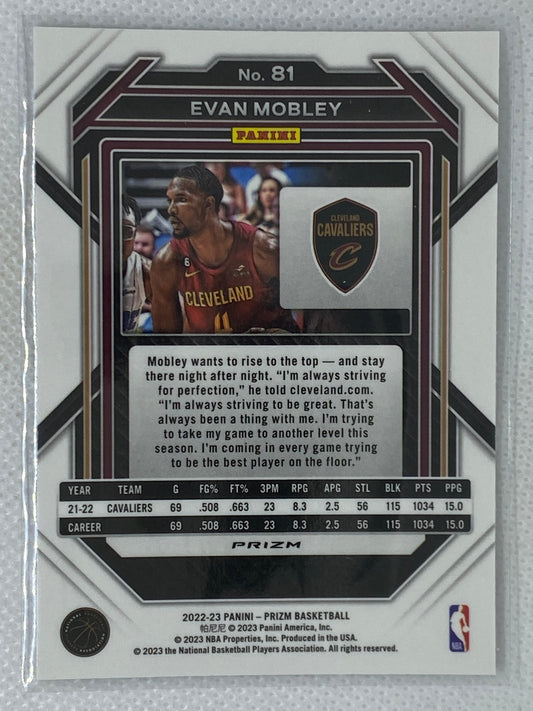 No. 81
EVAN MOBLEY
PANINI
CLEVELAND
CAVALIERS
C
6
CLEVELAND
4
Mobley wants to rise to the top — and stay
there night after night. “I'm always striving
for perfection,” he told cleveland.com.
“I'm always striving to be great. That's
always been a thing with me. I'm trying
to take my game to another level this
season. I'm coming in every game trying
to be the best player on the floor.”
YEAR TEAM G FG% FT% 3PM RPG APG STL BLK PTS PPG
21-22 CAVALIERS 69 .508 .663 23 8.3 2.5 56 115 1034 15.0
CAREER 69 .508 .663 23 8.3 2.5 56 115 1034 15.0
PRIZM
2022-23 PANINI – PRIZM BASKETBALL
帕尼尼 © 2023 Panini America, Inc.
© 2023 NBA Properties, Inc. Produced in the USA.
© 2023 the National Basketball Players Association. All rights reserved.
NBA